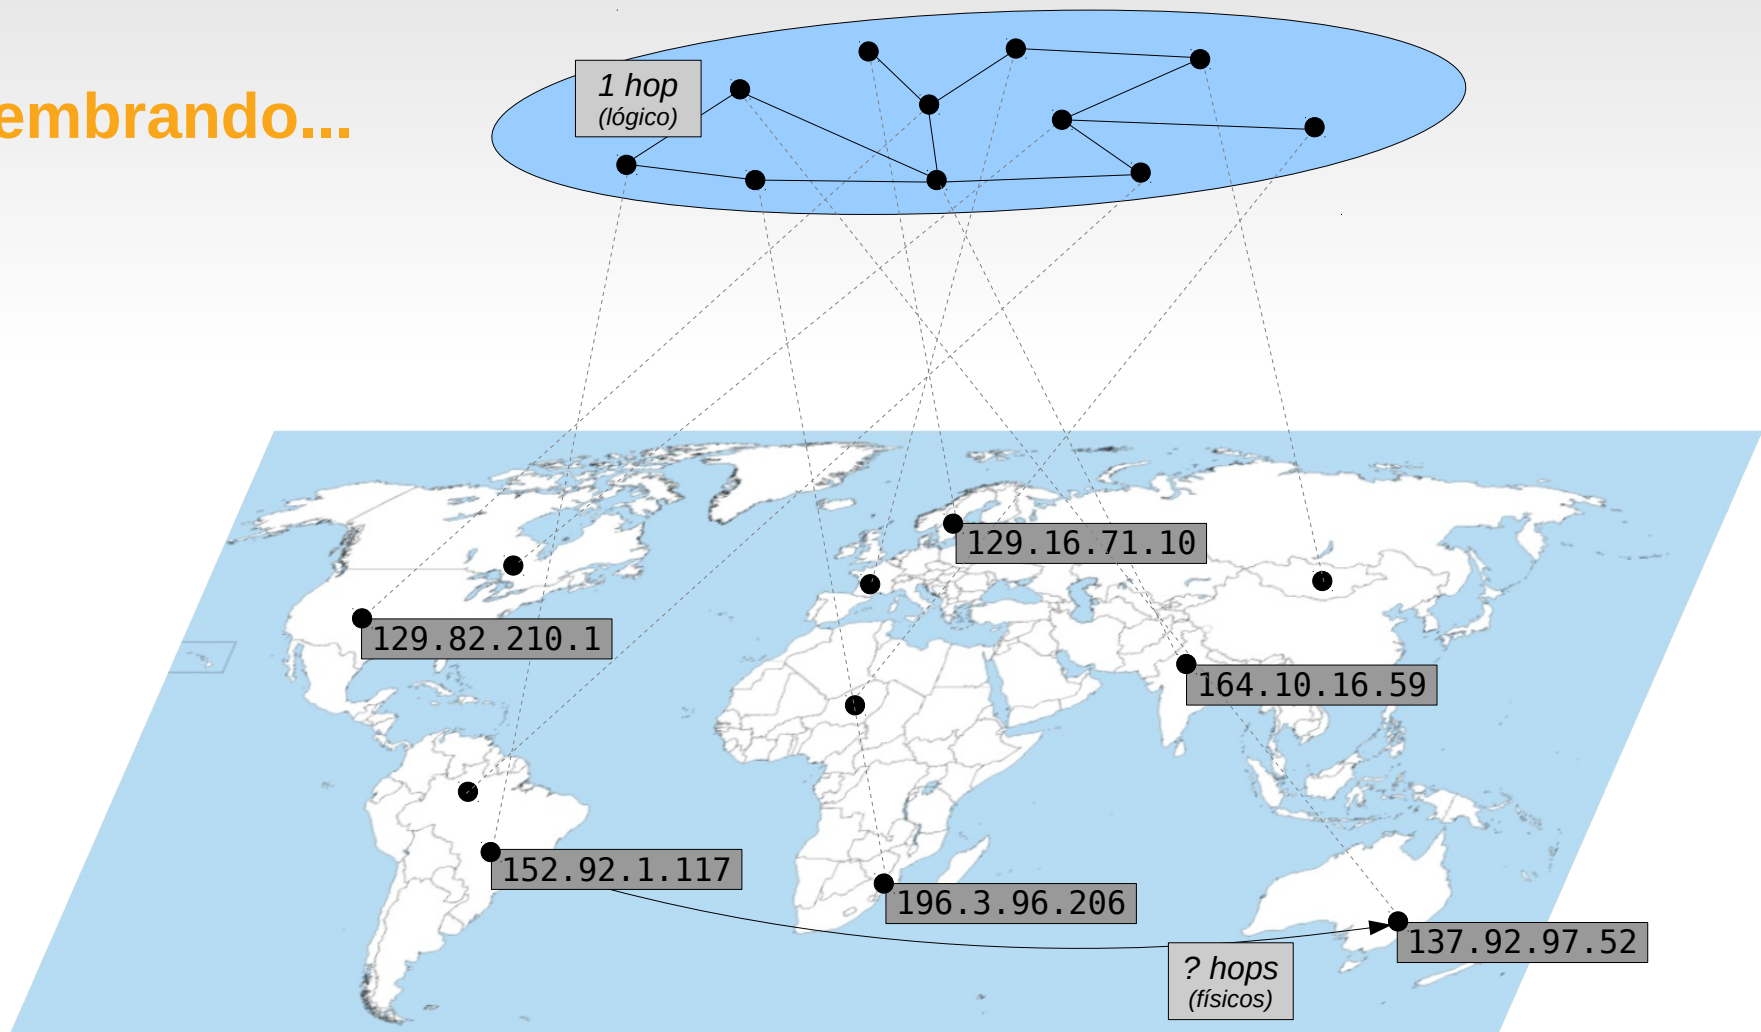 1 hop
(lógico)
embrando...
129.16.71.10
129.82.210.1
164.10.16.59
152.92.1.117
196.3.96.206
137.92.97.52
? hops
(físicos)